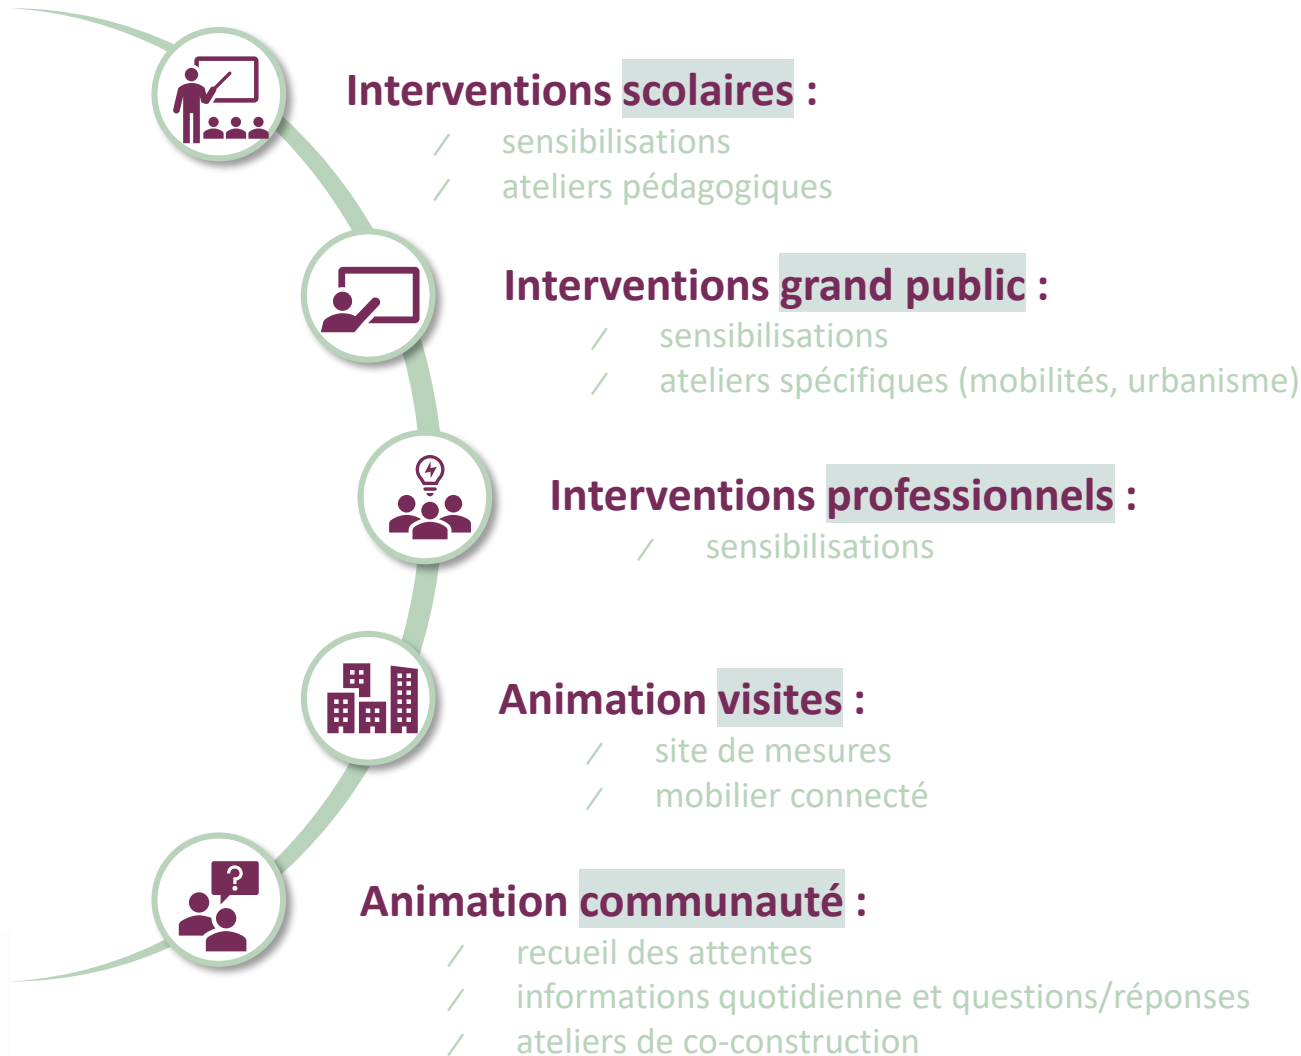 Interventions scolaires :
/ sensibilisations
/ ateliers pédagogiques
Interventions grand public :
/ sensibilisations
/ ateliers spécifiques (mobilités, urbanisme)
Interventions professionnels :
/ sensibilisations
Animation visites :
/ site de mesures
/ mobilier connecté
?
Animation communauté :
/ recueil des attentes
/ informations quotidienne et questions/réponses
/ ateliers de co-construction